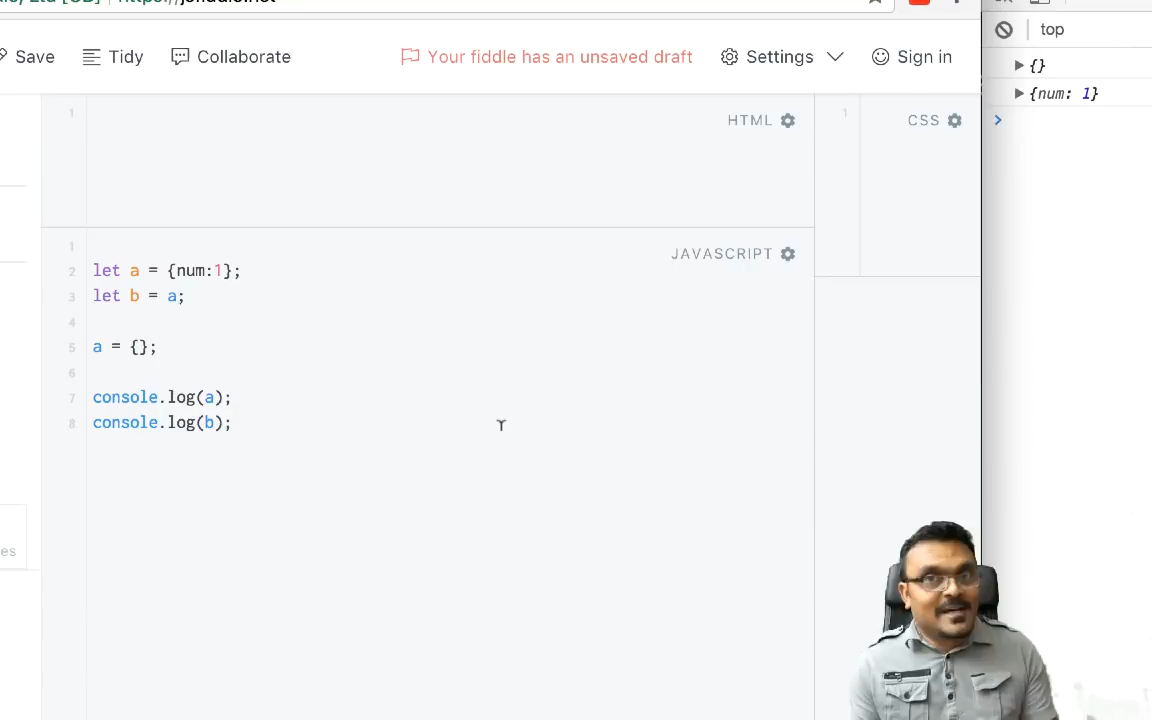 Save Tidy Collaborate Your fiddle has an unsaved draft Settings Sign in
top
{}
{num: 1}
>
1 HTML
1 CSS
JAVASCRIPT
1
2 let a = {num:1};
3 let b = a;
4
5 a = {};
6
7 console.log(a);
8 console.log(b);
es